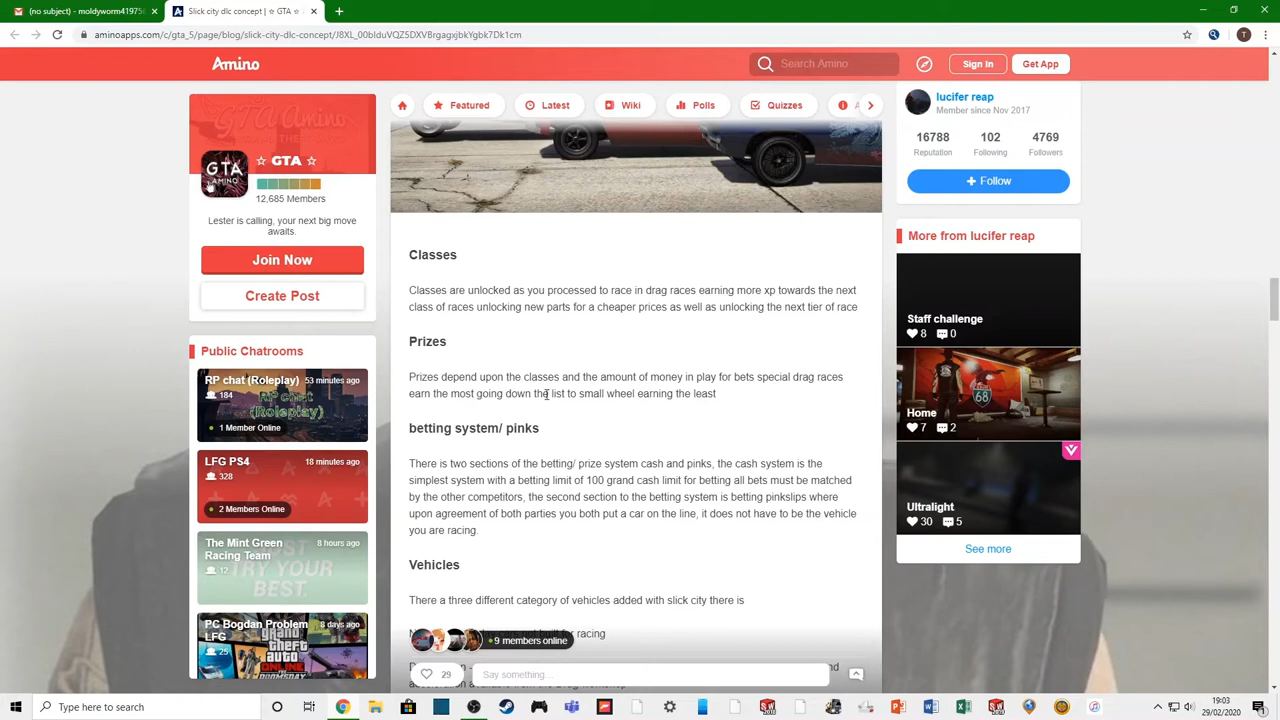 (no subject) - moldyworm41975
Slick city dlc concept | ☆ GTA ☆
aminoapps.com/c/gta_5/page/blog/slick-city-dlc-concept/J8XL_00blduVQZ5DXVBrgagxjbkYgbk7Dk1cm
T
Amino
Search Amino
Sign In
Get App
Featured
Latest
Wiki
Polls
Quizzes
GTA
AMINO
☆ GTA ☆
12,685 Members
Lester is calling, your next big move
awaits.
Join Now
Create Post
Public Chatrooms
RP chat (Roleplay)
53 minutes ago
184
RP chat
(Roleplay)
1 Member Online
LFG PS4
18 minutes ago
328
2 Members Online
The Mint Green
Racing Team
8 hours ago
12
TRY YOUR
BEST.
PC Bogdan Problem
LFG
8 days ago
25
Classes
Classes are unlocked as you processed to race in drag races earning more xp towards the next
class of races unlocking new parts for a cheaper prices as well as unlocking the next tier of race
Prizes
Prizes depend upon the classes and the amount of money in play for bets special drag races
earn the most going down the list to small wheel earning the least
betting system/ pinks
There is two sections of the betting/ prize system cash and pinks, the cash system is the
simplest system with a betting limit of 100 grand cash limit for betting all bets must be matched
by the other competitors, the second section to the betting system is betting pinkslips where
upon agreement of both parties you both put a car on the line, it does not have to be the vehicle
you are racing.
Vehicles
There a three different category of vehicles added with slick city there is
racing
9 members online
29
Say something...
lucifer reap
Member since Nov 2017
16788
102
4769
Reputation
Following
Followers
+ Follow
More from lucifer reap
Staff challenge
8 0
68
Home
7 2
Ultralight
30 5
See more
Type here to search
19:03
29/02/2020